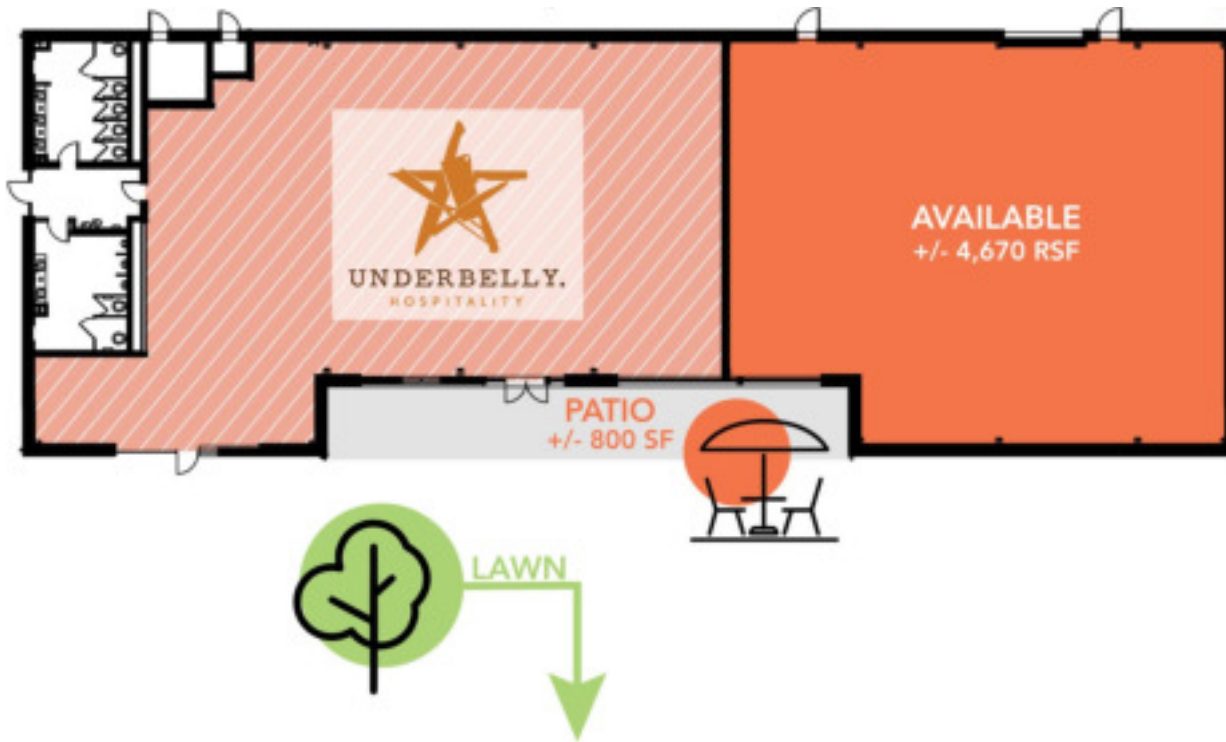 UNDERBELLY.
HOSPITALITY
AVAILABLE
+/- 4,670 RSF
PATIO
+/- 800 SF
LAWN